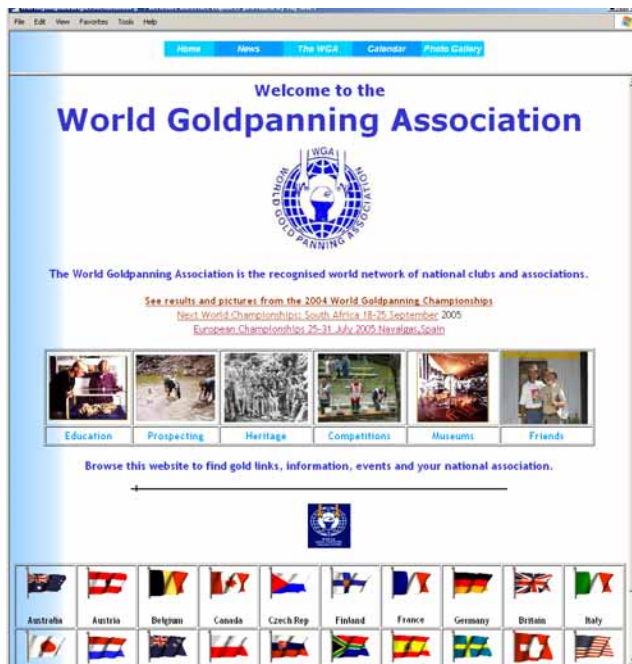 File Edit View Favorites Tools Help
Home News The WGA Calendar Photo Gallery
Welcome to the
World Goldpanning Association
WGA
WORLD GOLD PANNING ASSOCIATION
The World Goldpanning Association is the recognised world network of national clubs and associations.
See results and pictures from the 2004 World Goldpanning Championships
Next World Championships: South Africa 18-25 September 2005
European Championships 25-31 July 2005 Navalgas,Spain
Education Prospecting Heritage Competitions Museums Friends
Browse this website to find gold links, information, events and your national association.
Australia Austria Belgium Canada Czech Rep Finland France Germany Britain Italy